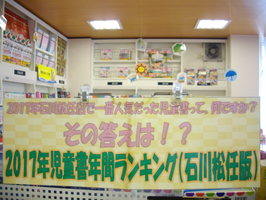 2017年石川松任店で一番人気だった児童書って、何ですか？
その答えは！？
2017年児童書年間ランキング（石川松任版）